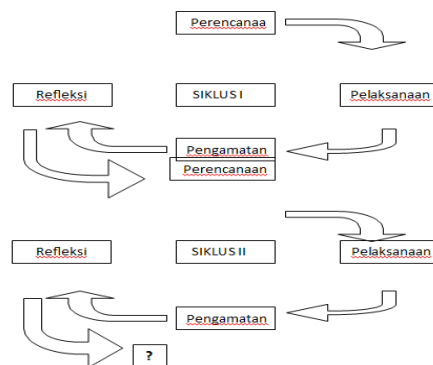 Perencanaa
Refleksi
SIKLUS I
Pelaksanaan
Pengamatan
Perencanaan
Refleksi
SIKLUS II
Pelaksanaan
Pengamatan
?